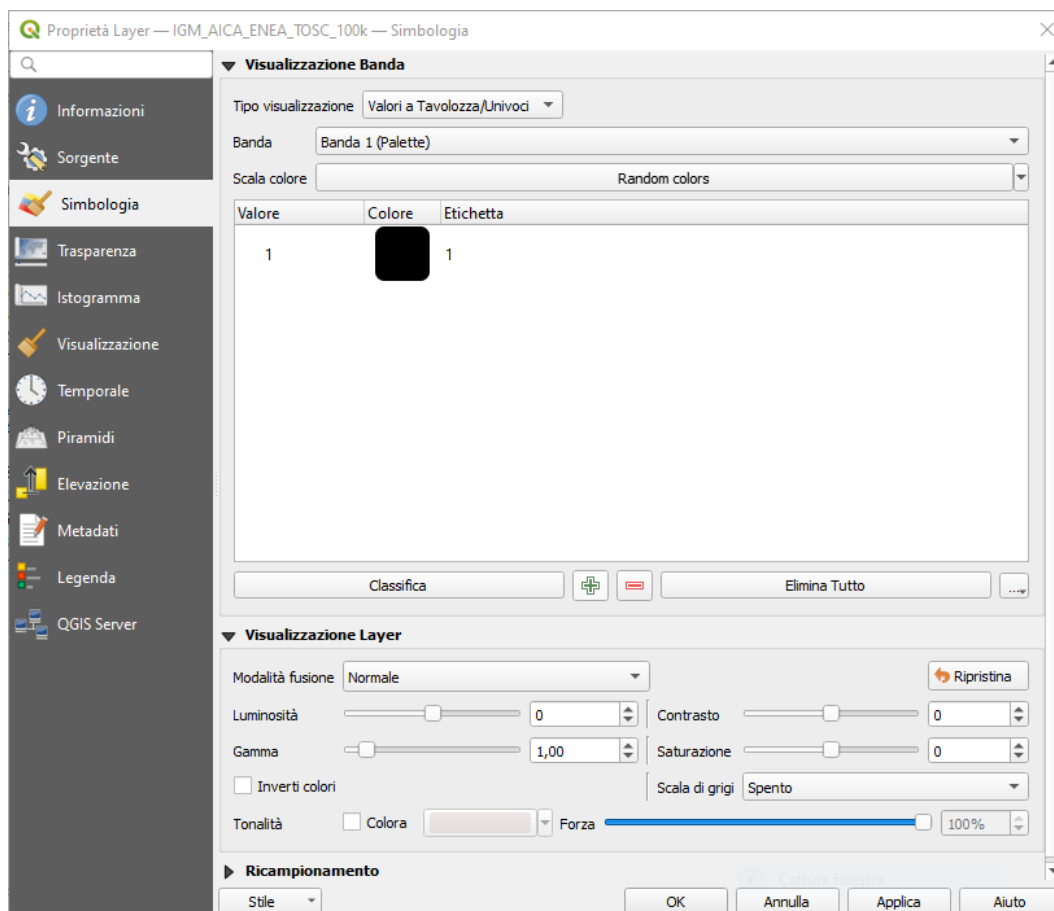 Proprietà Layer — IGM_AICA_ENEA_TOSC_100k — Simbologia
Informazioni
Sorgente
Simbologia
Trasparenza
Istogramma
Visualizzazione
Temporale
Piramidi
Elevazione
Metadati
Legenda
QGIS Server
Visualizzazione Banda
Tipo visualizzazione Valori a Tavolozza/Univoci
Banda Banda 1 (Palette)
Scala colore Random colors
Valore Colore Etichetta
1 1
Classifica Elimina Tutto ...
Visualizzazione Layer
Modalità fusione Normale Ripristina
Luminosità 0 Contrasto 0
Gamma 1,00 Saturazione 0
Inverti colori Scala di grigi Spento
Tonalità Colora Forza 100%
Ricampionamento
Cattura finestra
Stile OK Annulla Applica Aiuto